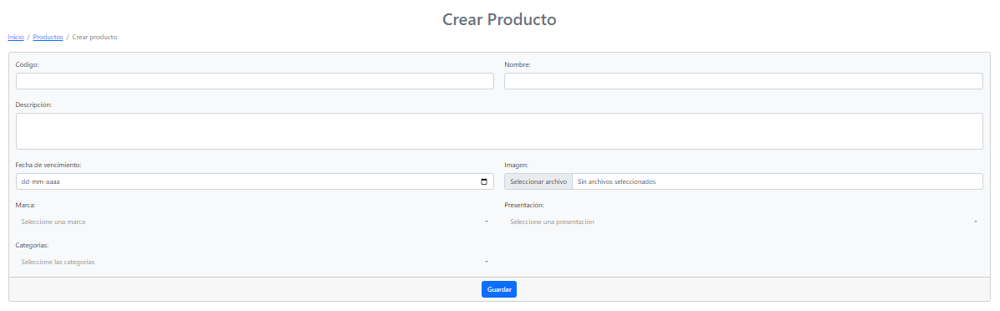 Crear Producto
Inicio / Productos / Crear producto
Código:
Nombre:
Descripción:
Fecha de vencimiento:
Imagen:
dd-mm-aaaa
Seleccionar archivo Sin archivos seleccionados
Marca:
Presentación:
Seleccione una marca
Seleccione una presentación
Categorías:
Seleccione las categorías
Guardar